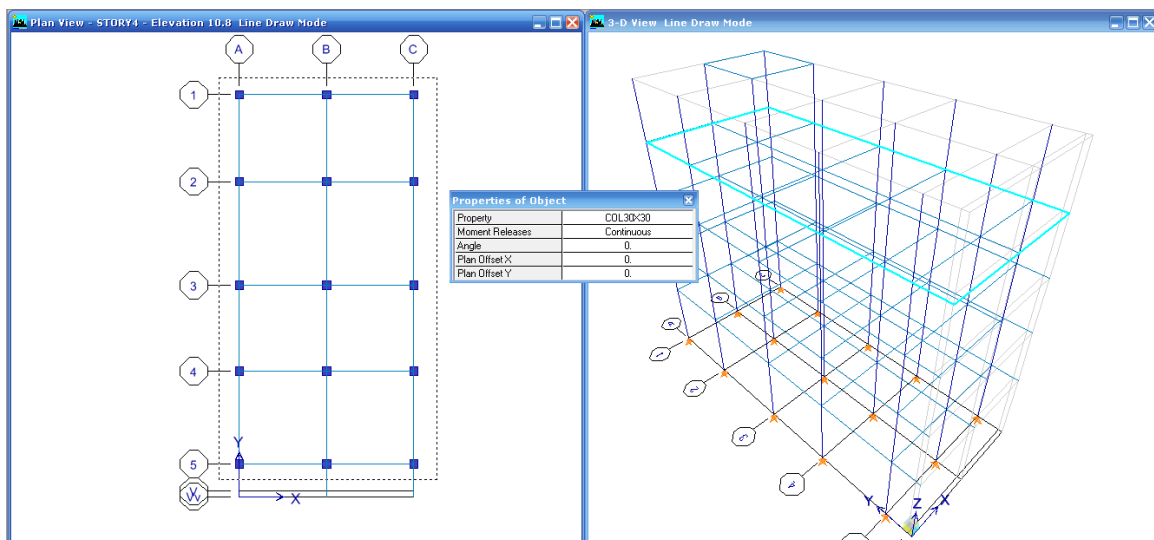 Plan View - STORY4 - Elevation 10.8 Line Draw Mode
A B C
1
2
3
4
5
Y
X
Properties of Object
Property COL30X30
Moment Releases Continuous
Angle 0.
Plan Offset X 0.
Plan Offset Y 0.
3-D View Line Draw Mode
Y Z X